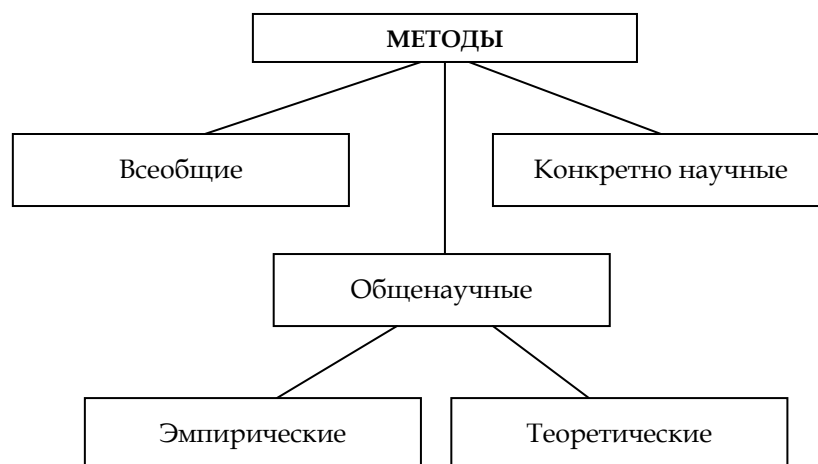 МЕТОДЫ
Всеобщие
Конкретно научные
Общенаучные
Эмпирические
Теоретические